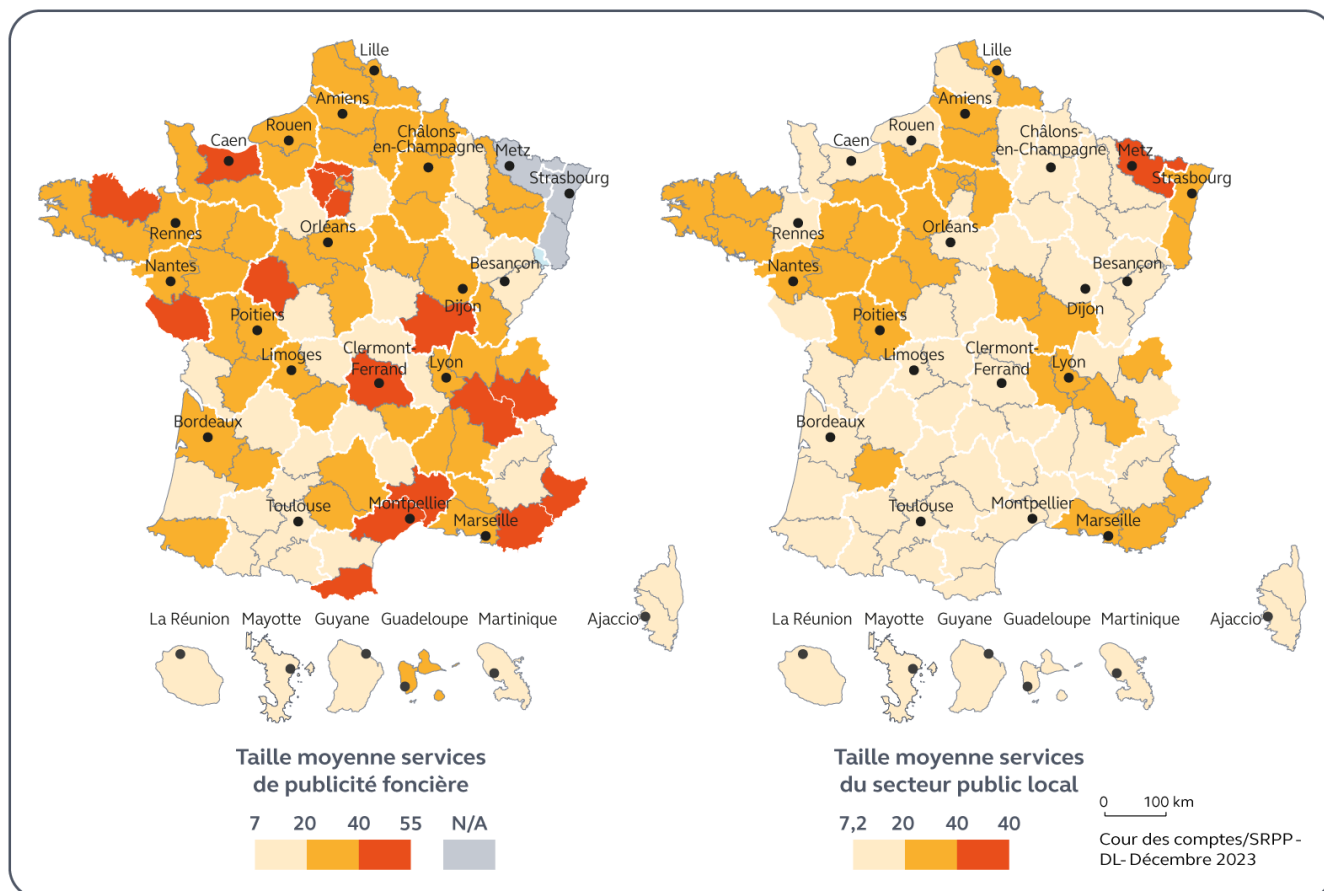 Lille
Amiens
Rouen
Caen
Châlons-
en-Champagne
Metz
Strasbourg
Rennes
Orléans
Nantes
Besançon
Dijon
Poitiers
Limoges
Clermont-
Ferrand
Lyon
Bordeaux
Toulouse
Montpellier
Marseille
Ajaccio
La Réunion
Mayotte
Guyane
Guadeloupe
Martinique
Taille moyenne services
de publicité foncière
7 20 40 55 N/A
Lille
Amiens
Rouen
Caen
Châlons-
en-Champagne
Metz
Strasbourg
Rennes
Orléans
Nantes
Besançon
Dijon
Poitiers
Limoges
Clermont-
Ferrand
Lyon
Bordeaux
Toulouse
Montpellier
Marseille
Ajaccio
La Réunion
Mayotte
Guyane
Guadeloupe
Martinique
Taille moyenne services
du secteur public local
7,2 20 40 40
0 100 km
Cour des comptes/SRPP -
DL- Décembre 2023